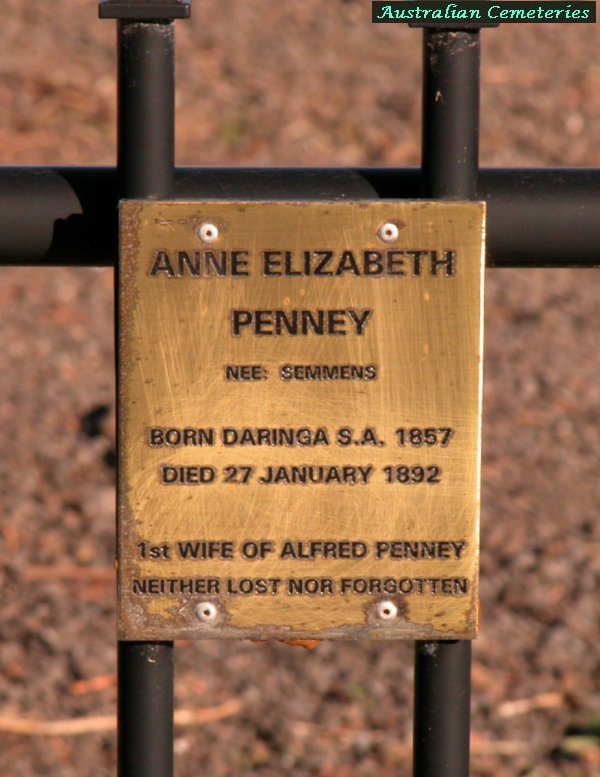 Australian Cemeteries
ANNE ELIZABETH
PENNEY
NEE: SEMMENS
BORN DARINGA S.A. 1857
DIED 27 JANUARY 1892
1st WIFE OF ALFRED PENNEY
NEITHER LOST NOR FORGOTTEN